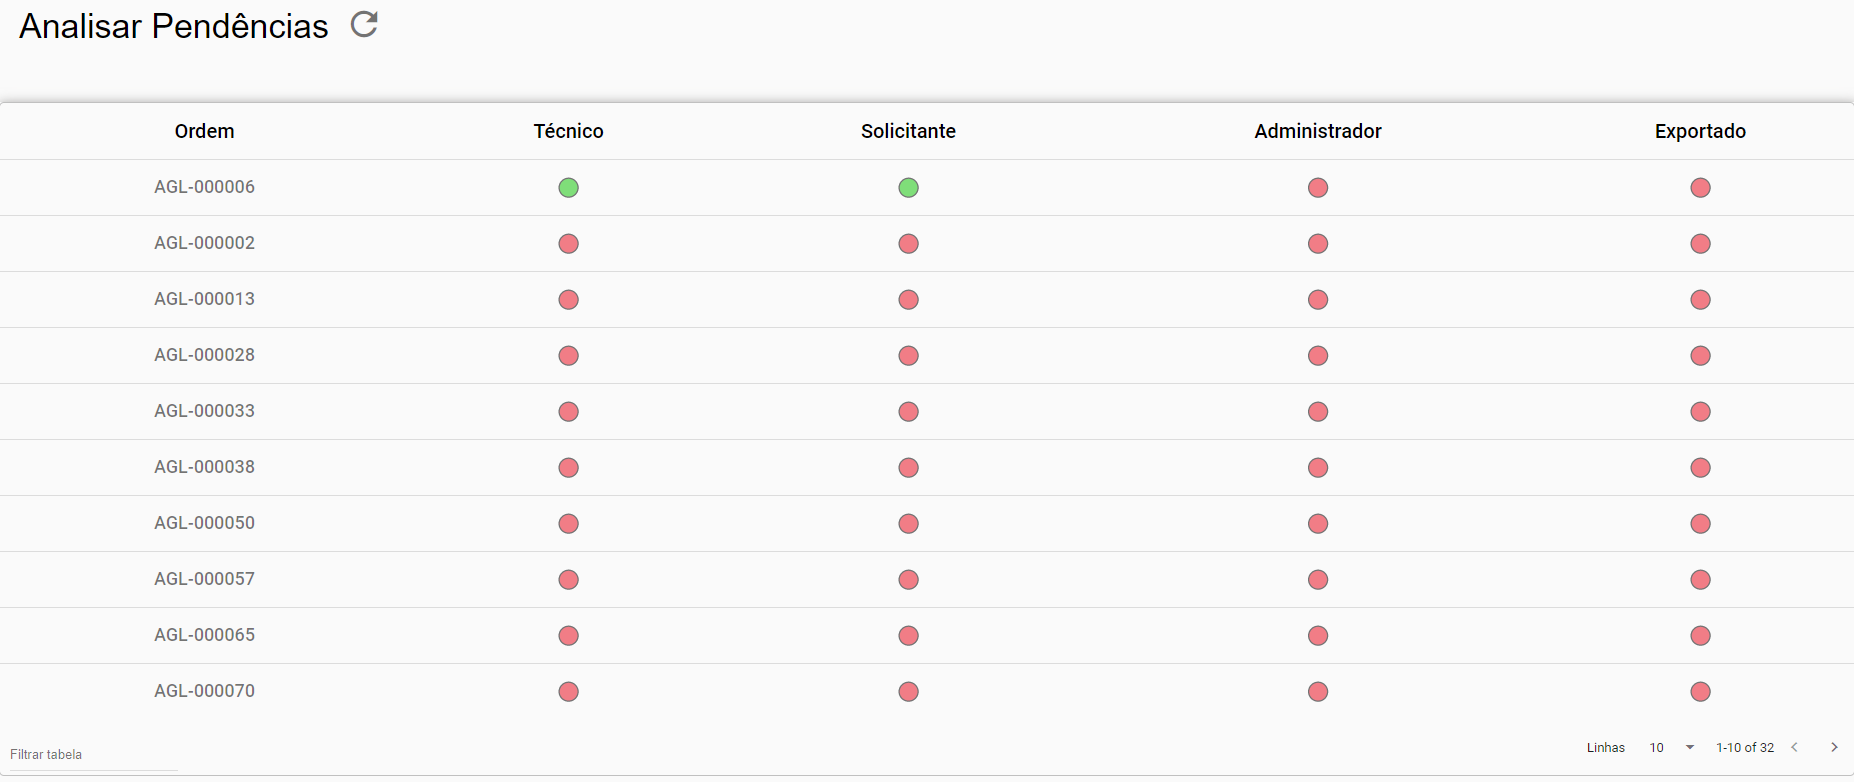 Analisar Pendências
Ordem Técnico Solicitante Administrador Exportado
AGL-000006
AGL-000002
AGL-000013
AGL-000028
AGL-000033
AGL-000038
AGL-000050
AGL-000057
AGL-000065
AGL-000070
Filtrar tabela
Linhas 10 1-10 of 32